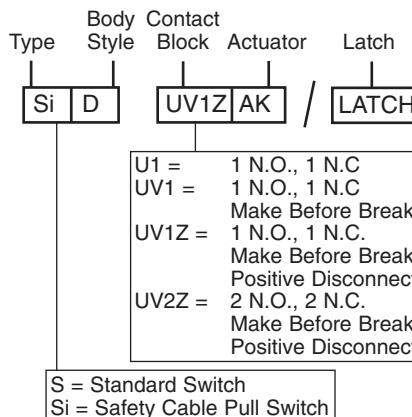 Body Contact
Type Style Block Actuator Latch
Si D UV1Z AK / LATCH
U1 = 1 N.O., 1 N.C
UV1 = 1 N.O., 1 N.C
Make Before Break
UV1Z = 1 N.O., 1 N.C.
Make Before Break
Positive Disconnect
UV2Z = 2 N.O., 2 N.C.
Make Before Break
Positive Disconnect
S = Standard Switch
Si = Safety Cable Pull Switch